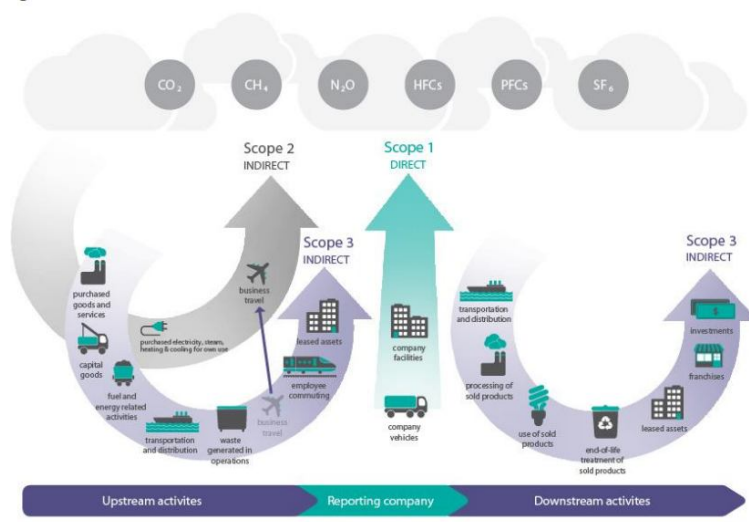 CO₂
CH₄
N₂O
HFCs
PFCs
SF₆
Scope 2
INDIRECT
Scope 1
DIRECT
Scope 3
INDIRECT
Scope 3
INDIRECT
purchased
goods and
services
capital
goods
fuel and
energy related
activities
transportation
and distribution
waste
generated in
operations
business
travel
employee
commuting
leased assets
purchased electricity, steam,
heating & cooling for own use
business
travel
company
facilities
company
vehicles
transportation
and distribution
processing of
sold products
use of sold
products
end-of-life
treatment of
sold products
leased assets
franchises
investments
$
Upstream activites
Reporting company
Downstream activites